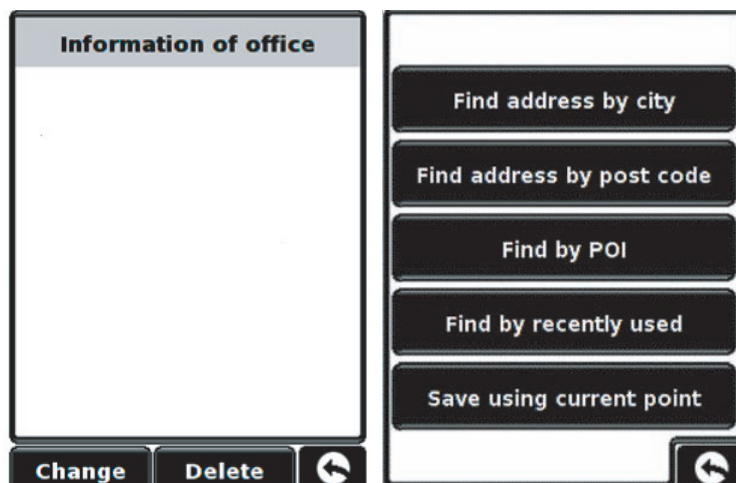 Information of office
Change
Delete
Find address by city
Find address by post code
Find by POI
Find by recently used
Save using current point